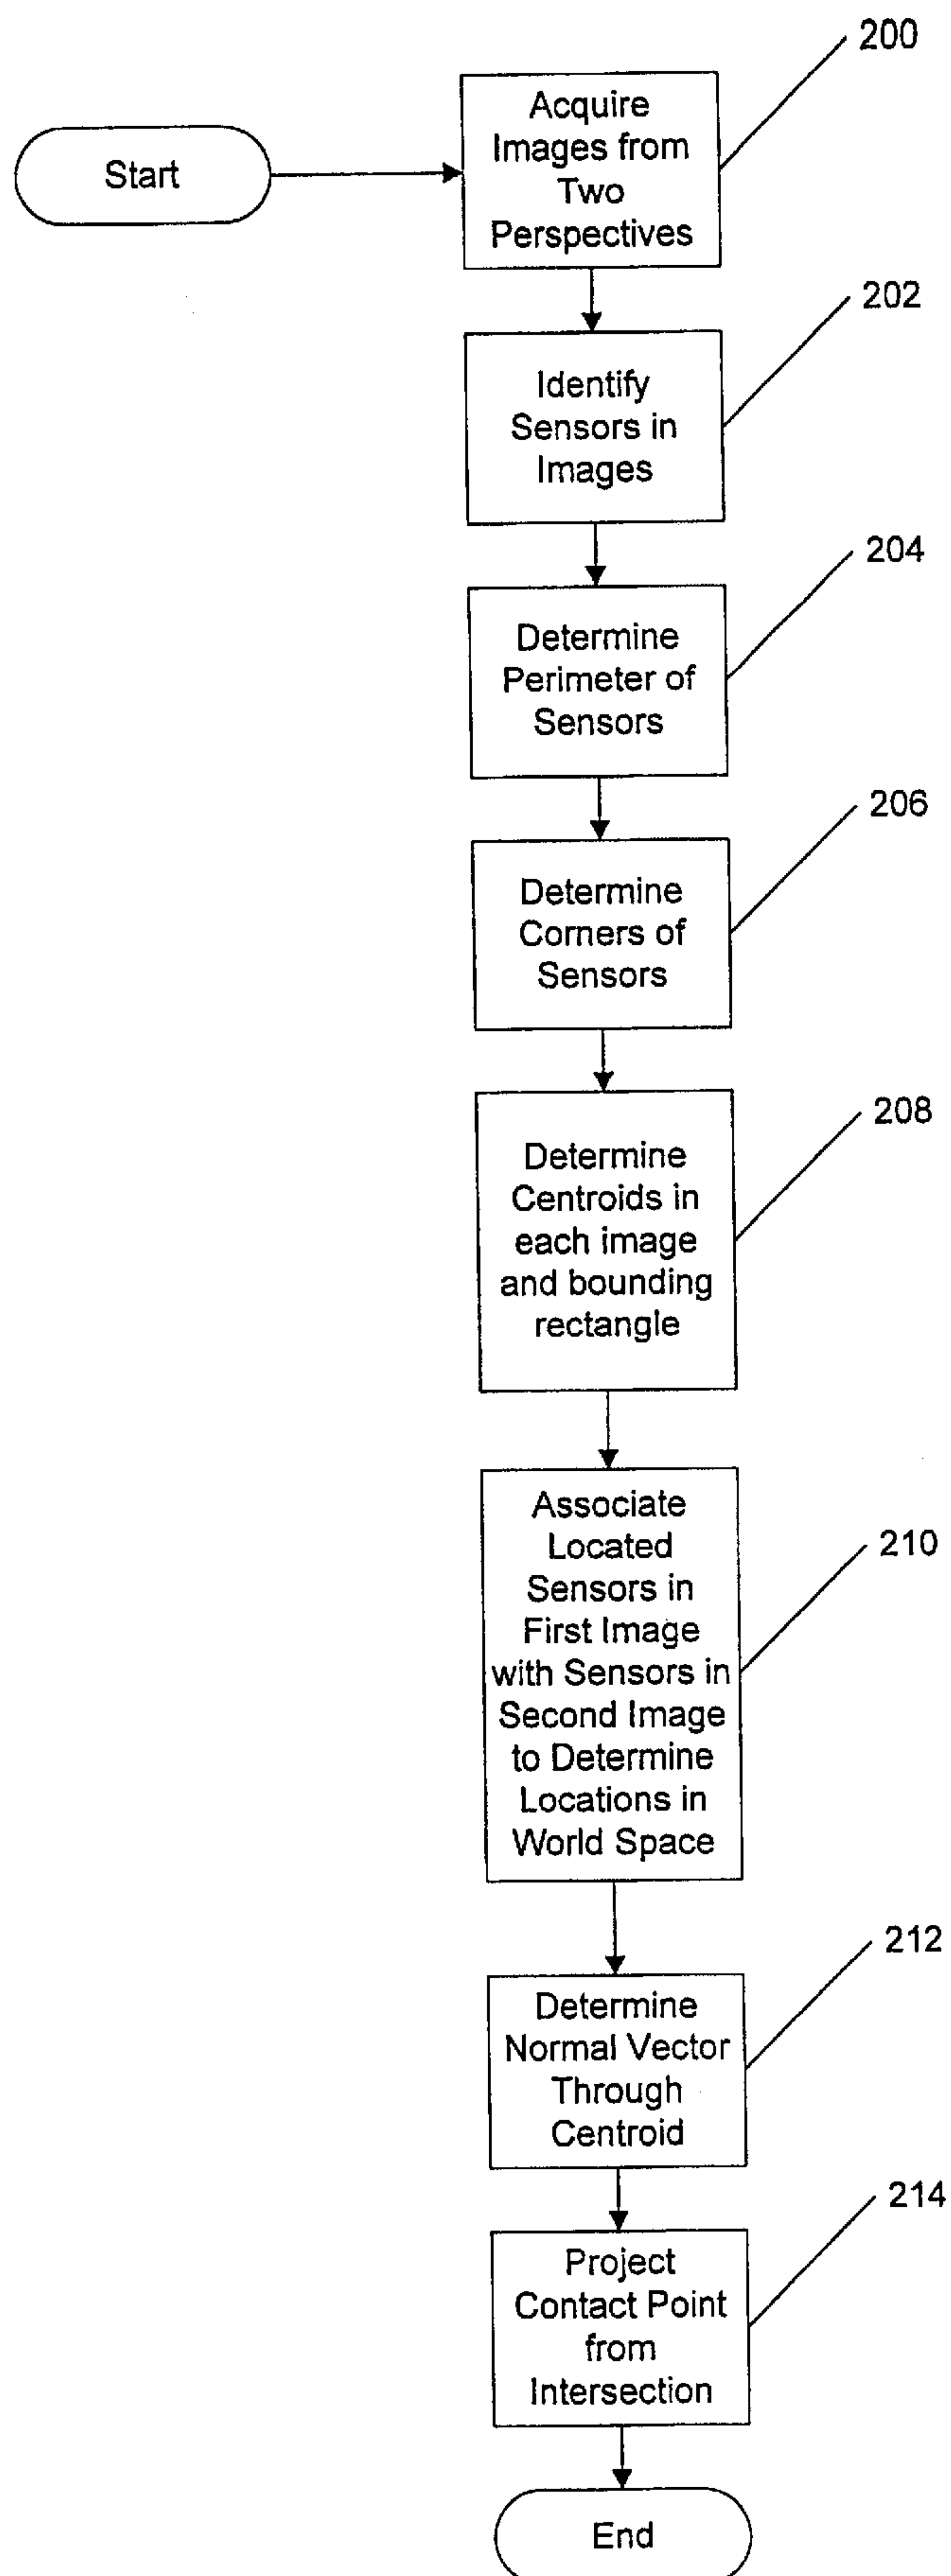 200
Start
Acquire
Images from
Two
Perspectives
202
Identify
Sensors in
Images
204
Determine
Perimeter of
Sensors
206
Determine
Corners of
Sensors
208
Determine
Centroids in
each image
and bounding
rectangle
210
Associate
Located
Sensors in
First Image
with Sensors in
Second Image
to Determine
Locations in
World Space
212
Determine
Normal Vector
Through
Centroid
214
Project
Contact Point
from
Intersection
End